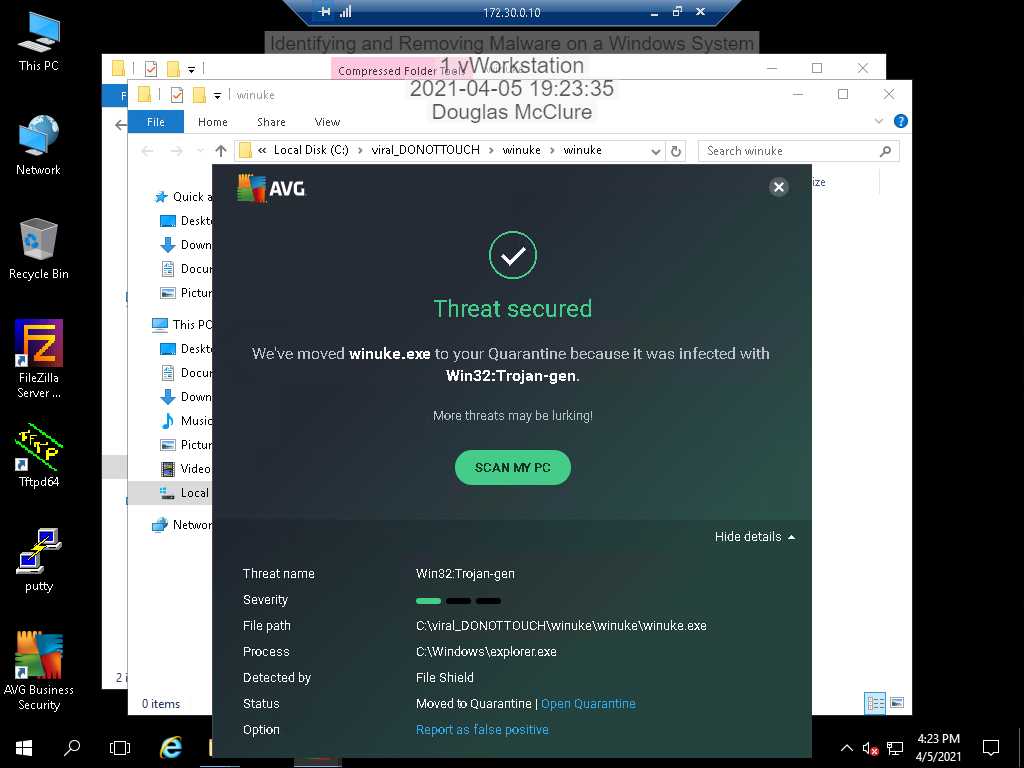 172.30.0.10
This PC
Network
Recycle Bin
FileZilla
Server ...
Tftpd64
putty
AVG Business
Security
Identifying and Removing Malware on a Windows System
1 vWorkstation
2021-04-05 19:23:35
Douglas McClure
Compressed Folder Tools
F
winuke
File
Home
Share
View
« Local Disk (C:) > viral_DONOTTOUCH > winuke > winuke
Search winuke
ize
Quick a
Deskto
Down
Docur
Pictur
This PC
Deskto
Docur
Down
Music
Pictur
Video
Local
Networ
2 i
0 items
AVG
Threat secured
We've moved winuke.exe to your Quarantine because it was infected with
Win32:Trojan-gen.
More threats may be lurking!
SCAN MY PC
Hide details
Threat name Win32:Trojan-gen
Severity
File path C:\viral_DONOTTOUCH\winuke\winuke\winuke.exe
Process C:\Windows\explorer.exe
Detected by File Shield
Status Moved to Quarantine | Open Quarantine
Option Report as false positive
4:23 PM
4/5/2021